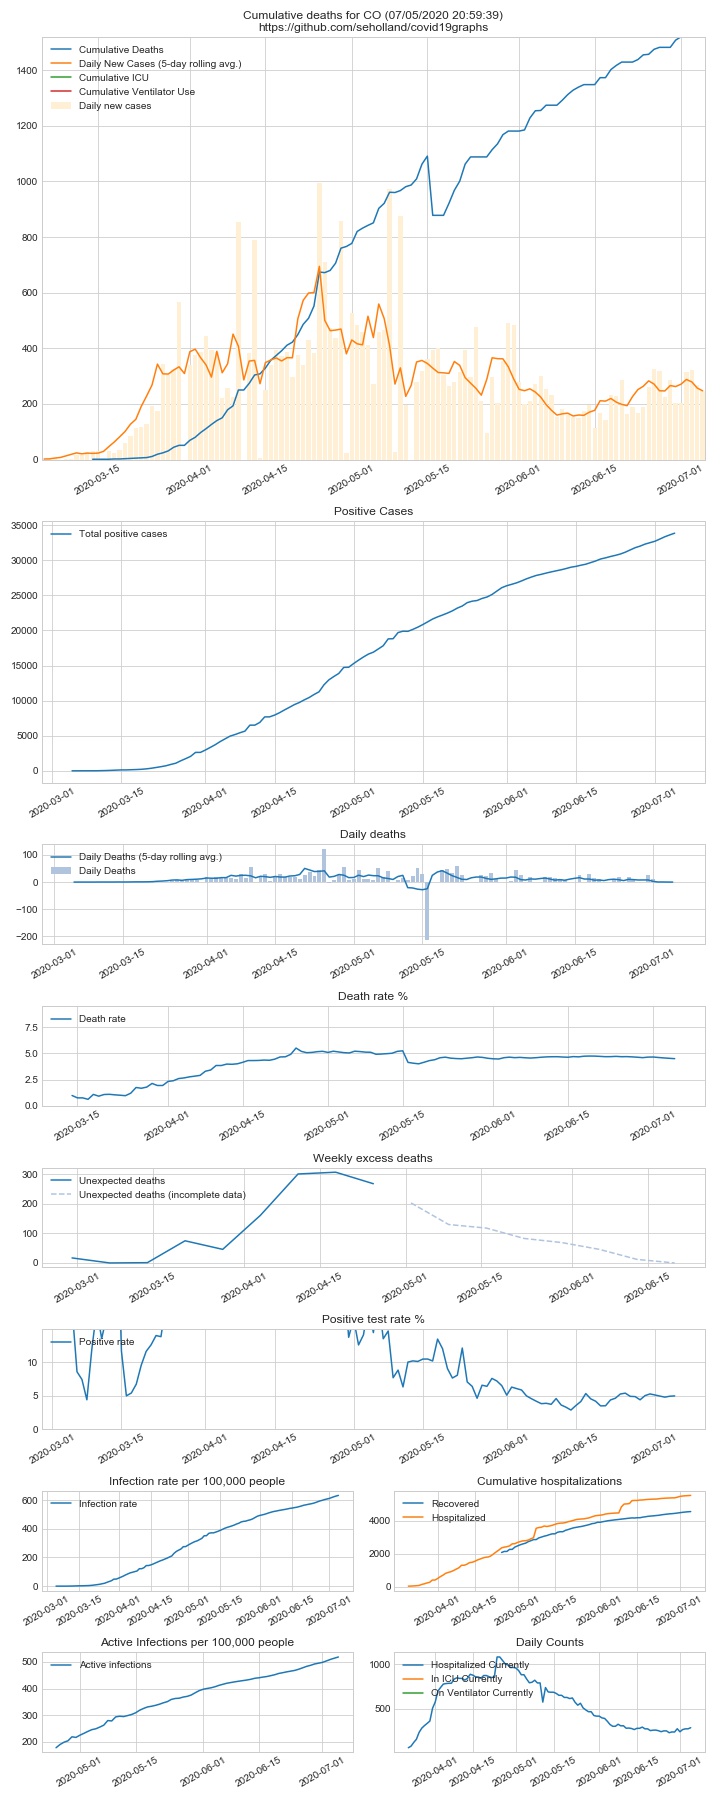 Cumulative deaths for CO (07/05/2020 20:59:39)
https://github.com/seholland/covid19graphs
Cumulative Deaths
Daily New Cases (5-day rolling avg.)
Cumulative ICU
Cumulative Ventilator Use
Daily new cases
1400
1200
1000
800
600
400
200
0
2020-03-15 2020-04-01 2020-04-15 2020-05-01 2020-05-15 2020-06-01 2020-06-15 2020-07-01
Positive Cases
Total positive cases
35000
30000
25000
20000
15000
10000
5000
0
2020-03-01 2020-03-15 2020-04-01 2020-04-15 2020-05-01 2020-05-15 2020-06-01 2020-06-15 2020-07-01
Daily deaths
Daily Deaths (5-day rolling avg.)
Daily Deaths
100
0
−100
−200
2020-03-01 2020-03-15 2020-04-01 2020-04-15 2020-05-01 2020-05-15 2020-06-01 2020-06-15 2020-07-01
Death rate %
Death rate
7.5
5.0
2.5
0.0
2020-03-15 2020-04-01 2020-04-15 2020-05-01 2020-05-15 2020-06-01 2020-06-15 2020-07-01
Weekly excess deaths
Unexpected deaths
Unexpected deaths (incomplete data)
300
200
100
0
2020-03-01 2020-03-15 2020-04-01 2020-04-15 2020-05-01 2020-05-15 2020-06-01 2020-06-15
Positive test rate %
Positive rate
10
5
0
2020-03-01 2020-03-15 2020-04-01 2020-04-15 2020-05-01 2020-05-15 2020-06-01 2020-06-15 2020-07-01
Infection rate per 100,000 people
Infection rate
600
400
200
0
2020-03-01 2020-03-15 2020-04-01 2020-04-15 2020-05-01 2020-05-15 2020-06-01 2020-06-15 2020-07-01
Cumulative hospitalizations
Recovered
Hospitalized
4000
2000
0
2020-04-01 2020-04-15 2020-05-01 2020-05-15 2020-06-01 2020-06-15 2020-07-01
Active Infections per 100,000 people
Active infections
500
400
300
200
2020-05-01 2020-05-15 2020-06-01 2020-06-15 2020-07-01
Daily Counts
Hospitalized Currently
In ICU Currently
On Ventilator Currently
1000
500
2020-04-01 2020-04-15 2020-05-01 2020-05-15 2020-06-01 2020-06-15 2020-07-01